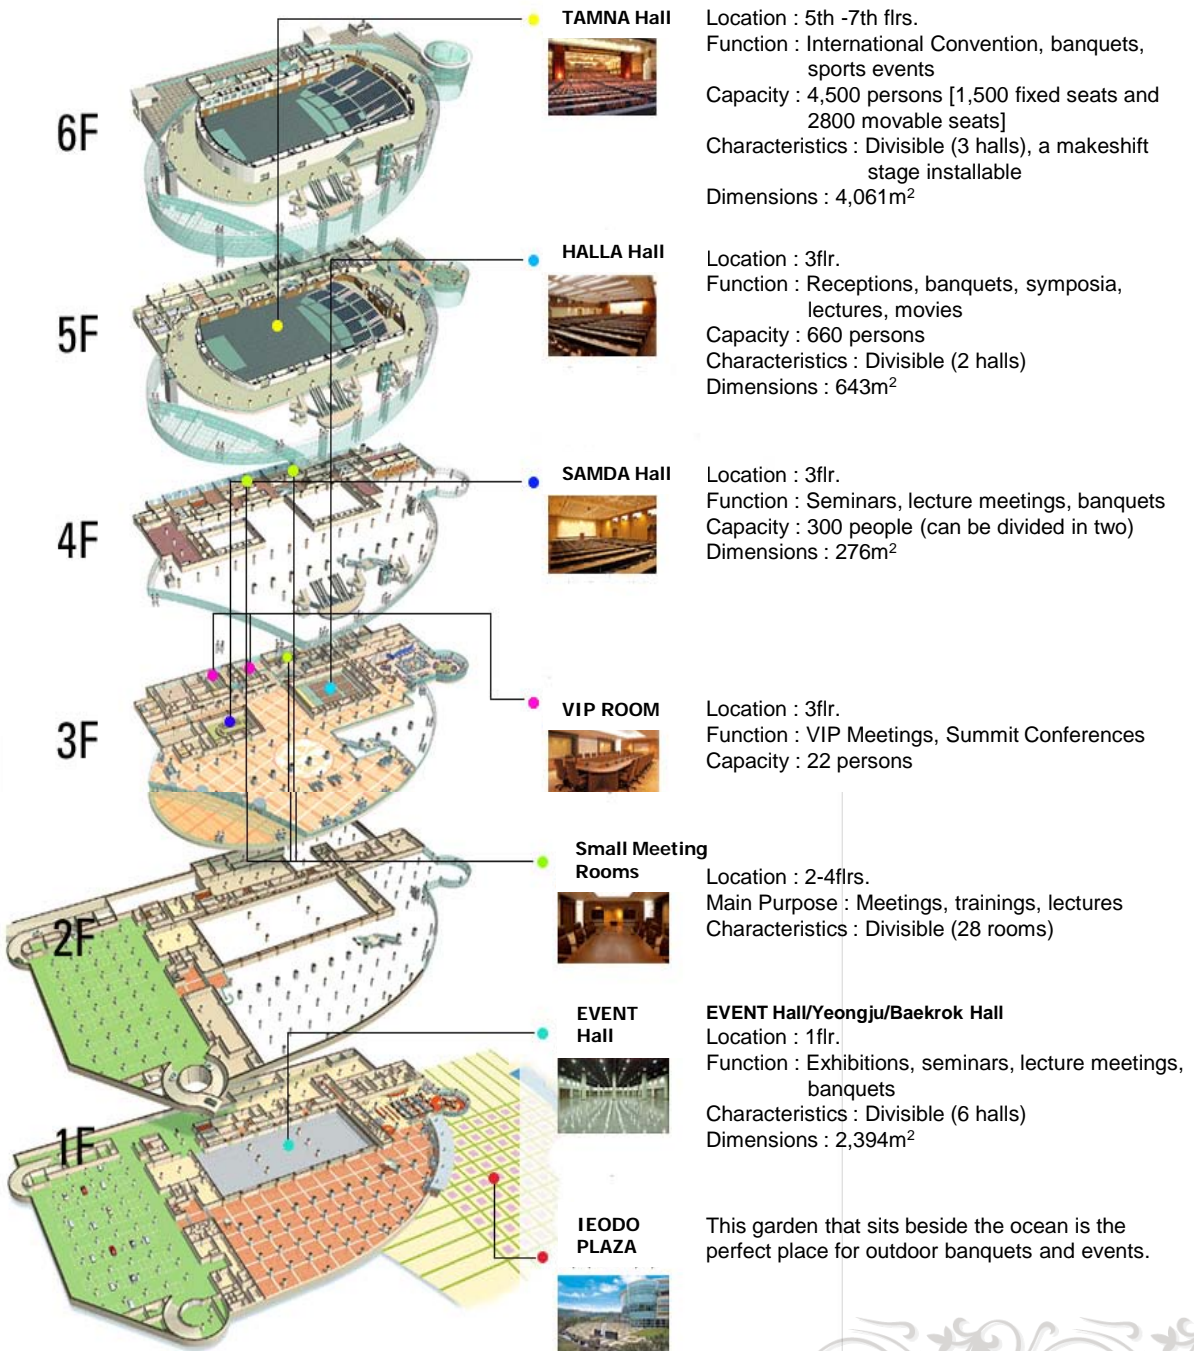 6F
5F
4F
3F
2F
1F
TAMNA Hall
Location : 5th -7th flrs.
Function : International Convention, banquets,
sports events
Capacity : 4,500 persons [1,500 fixed seats and
2800 movable seats]
Characteristics : Divisible (3 halls), a makeshift
stage installable
Dimensions : 4,061m²
HALLA Hall
Location : 3flr.
Function : Receptions, banquets, symposia,
lectures, movies
Capacity : 660 persons
Characteristics : Divisible (2 halls)
Dimensions : 643m²
SAMDA Hall
Location : 3flr.
Function : Seminars, lecture meetings, banquets
Capacity : 300 people (can be divided in two)
Dimensions : 276m²
VIP ROOM
Location : 3flr.
Function : VIP Meetings, Summit Conferences
Capacity : 22 persons
Small Meeting
Rooms
Location : 2-4flrs.
Main Purpose : Meetings, trainings, lectures
Characteristics : Divisible (28 rooms)
EVENT
Hall
EVENT Hall/Yeongju/Baekrok Hall
Location : 1flr.
Function : Exhibitions, seminars, lecture meetings,
banquets
Characteristics : Divisible (6 halls)
Dimensions : 2,394m²
IEODO
PLAZA
This garden that sits beside the ocean is the
perfect place for outdoor banquets and events.